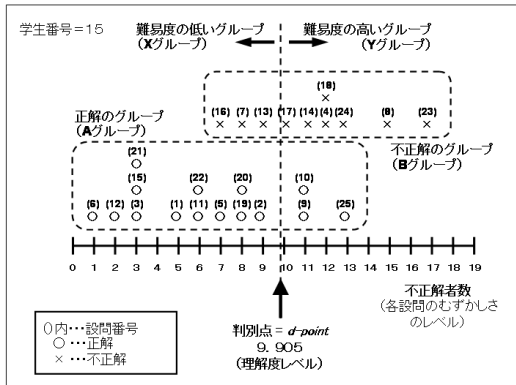 学生番号＝15
難易度の低いグループ
（Xグループ）
難易度の高いグループ
（Yグループ）
(18)
(16) (7) (13) (17) (14) (4) (24) (8) (23)
× × × × × × × × ×
正解のグループ
（Aグループ）
不正解のグループ
（Bグループ）
(21)
(15) (22) (20) (10)
(6) (12) (3) (1) (11) (5) (19) (2) (9) (25)
0 1 2 3 4 5 6 7 8 9 10 11 12 13 14 15 16 17 18 19
不正解者数
（各設問のむずかしさ
のレベル）
判別点 = d-point
9. 905
（理解度レベル）
()内…設問番号
○…正解
×…不正解